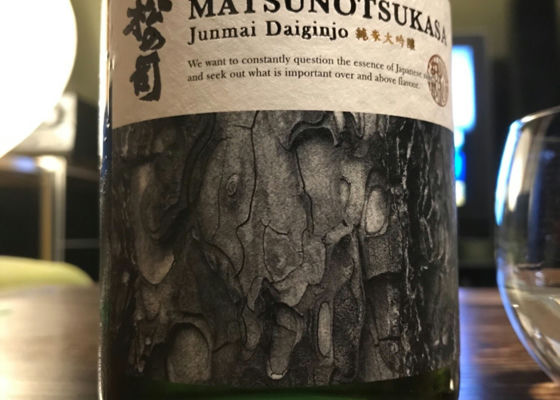 松の司
MATSUNOTSUKASA
Junmai Daiginjo 純米大吟醸
We want to constantly question the essence of Japanese
and seek out what is important over and above flavour.